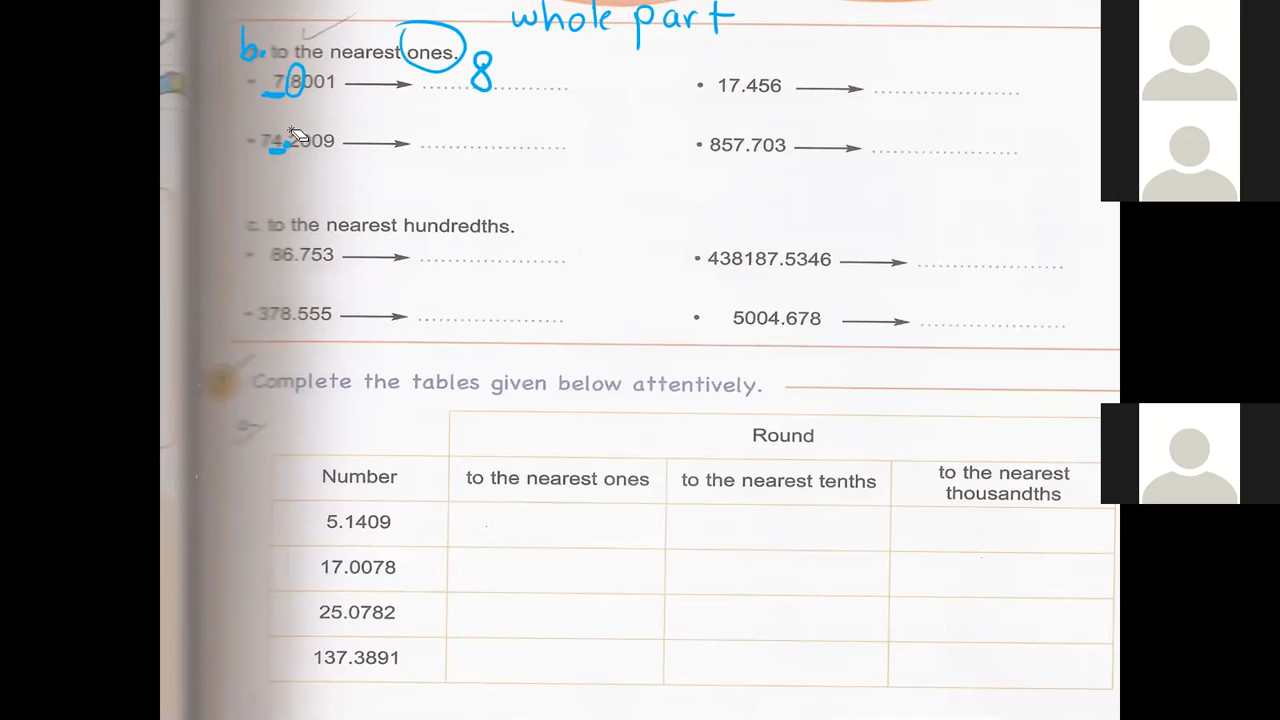 whole part
b. to the nearest ones.
- 7.8001 → .......... 8 ..........
• 17.456 → ..........
- 74.2009 → ..........
• 857.703 → ..........
c. to the nearest hundredths.
- 86.753 → ..........
• 438187.5346 → ..........
- 378.555 → ..........
• 5004.678 → ..........
Complete the tables given below attentively.
Round
Number to the nearest ones to the nearest tenths to the nearest
thousandths
5.1409
17.0078
25.0782
137.3891